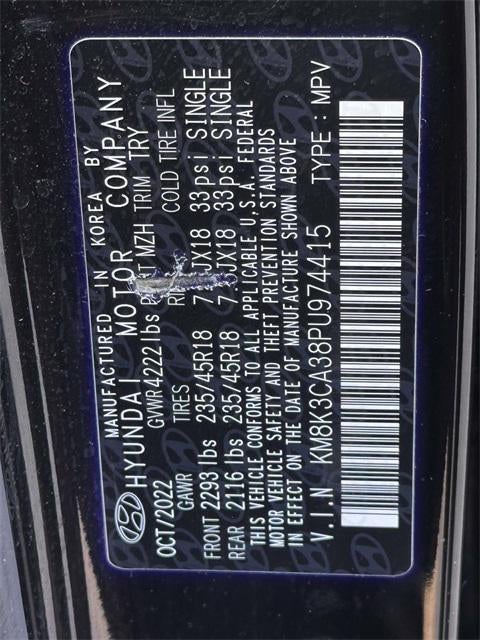 MANUFACTURED IN KOREA BY
HYUNDAI MOTOR COMPANY
OCT/2022 GVWR 4222 lbs MZH TRIM TRY
GAWR TIRES COLD TIRE INFL
FRONT 2293 lbs 235/45R18 JX18 33psi SINGLE
REAR 2116 lbs 235/45R18 JX18 33psi SINGLE
THIS VEHICLE CONFORMS TO ALL APPLICABLE U.S.A. FEDERAL
MOTOR VEHICLE SAFETY AND THEFT PREVENTION STANDARDS
IN EFFECT ON THE DATE OF MANUFACTURE SHOWN ABOVE
V.I.N : KM8K3CA38PU974415 TYPE : MPV